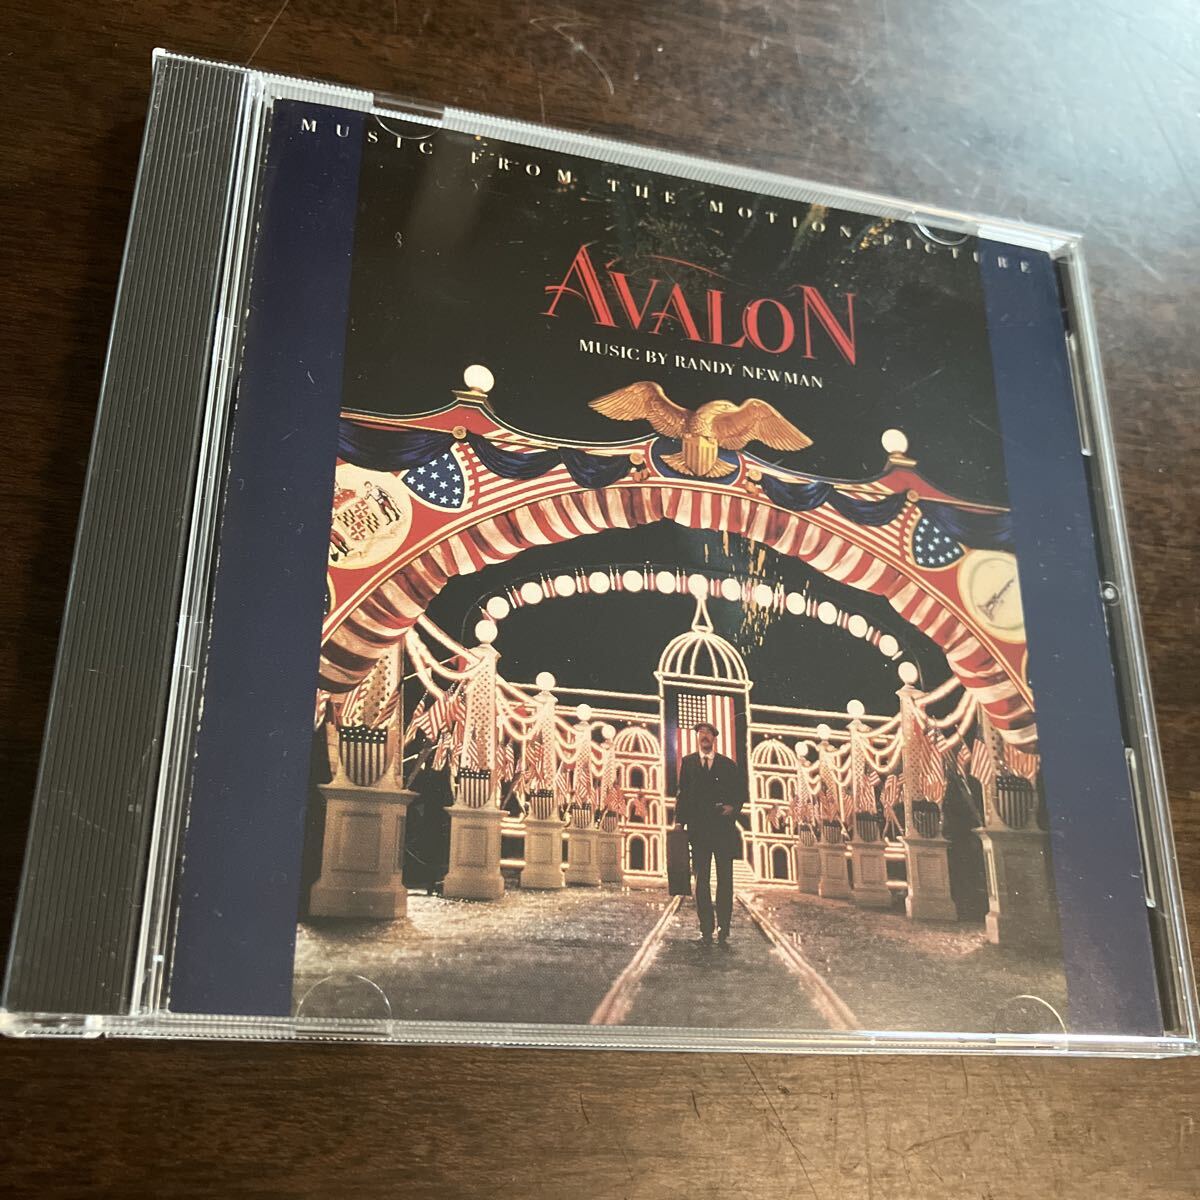 MUSIC FROM THE MOTION PICTURE
AVALON
MUSIC BY RANDY NEWMAN